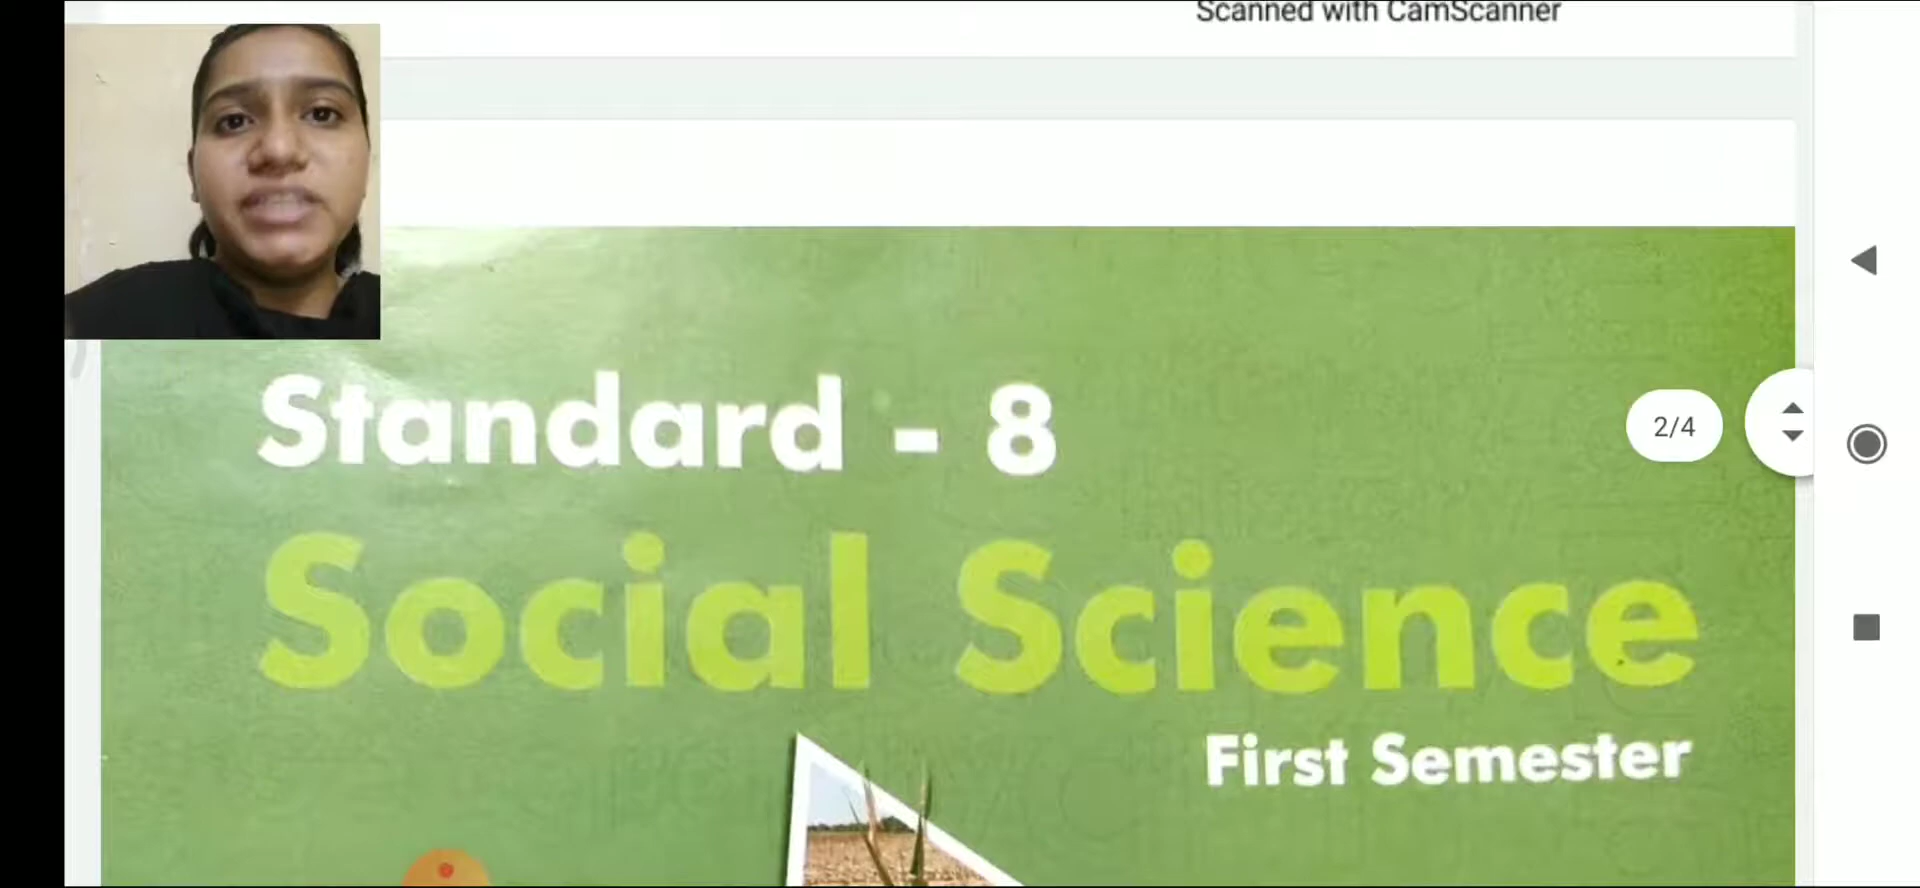 Scanned with CamScanner
Standard - 8
2/4
Social Science
First Semester